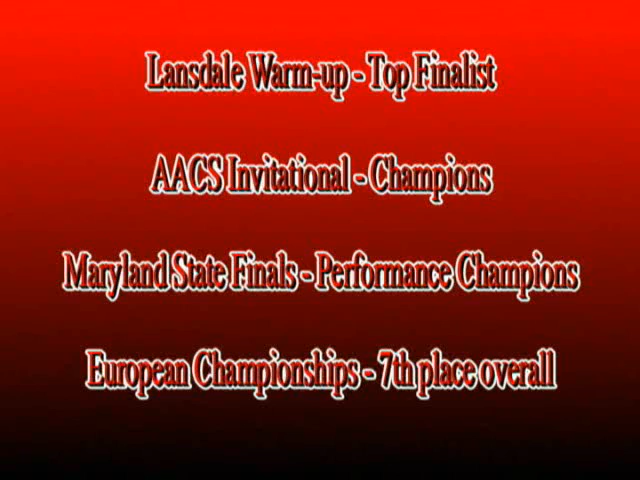 Lansdale Warm-up - Top Finalist
AACS Invitational - Champions
Maryland State Finals - Performance Champions
European Championships - 7th place overall